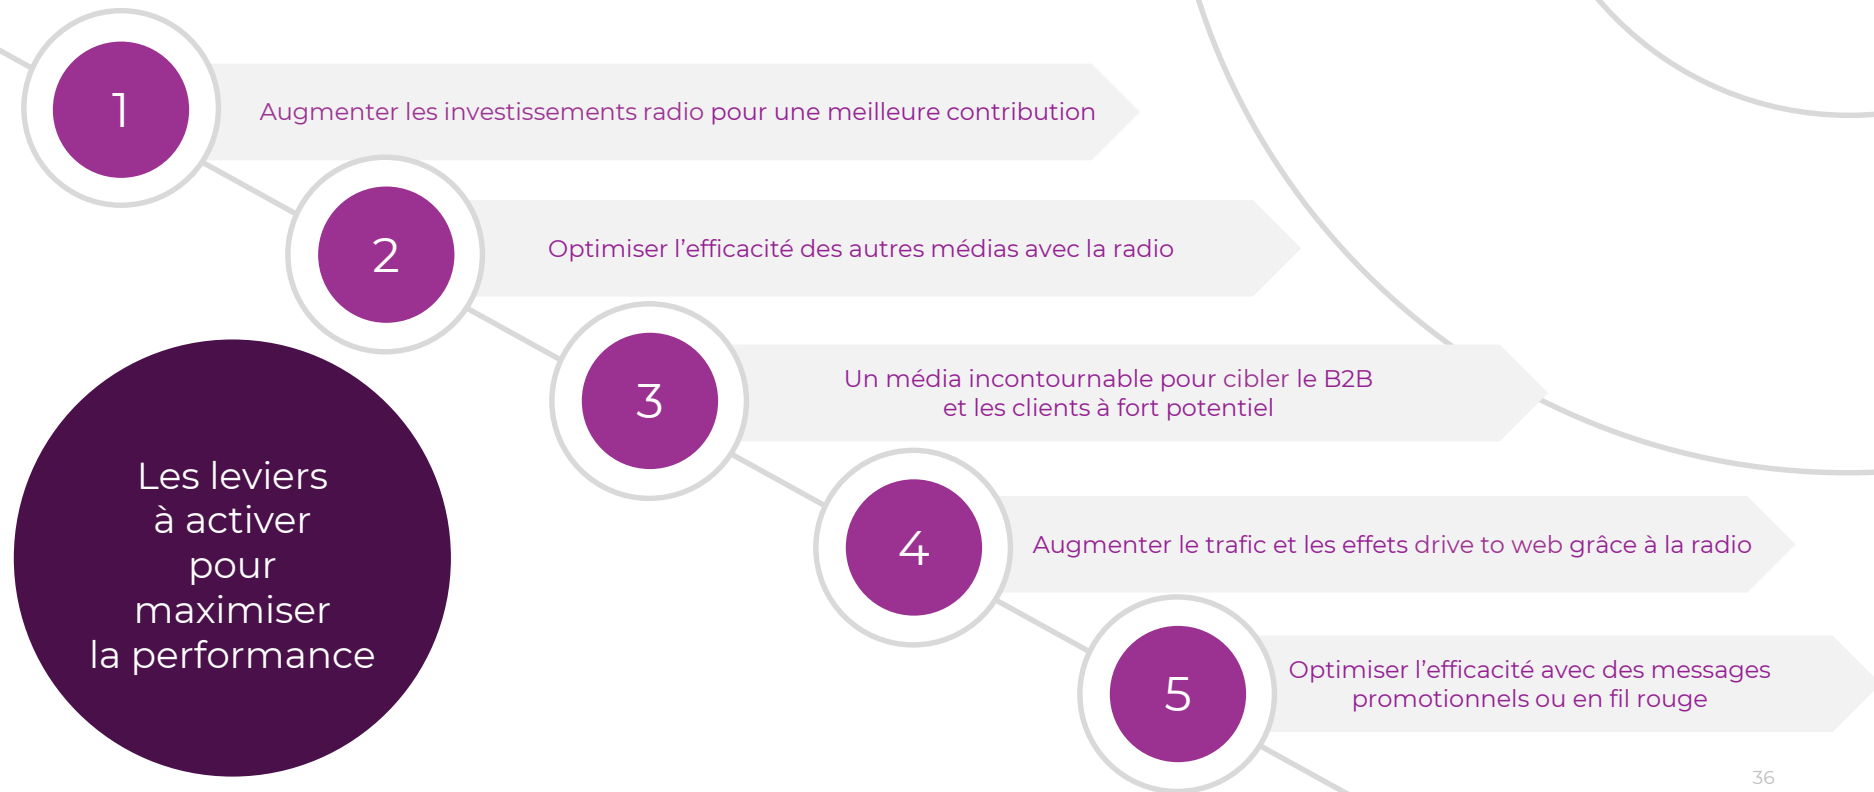 1
Augmenter les investissements radio pour une meilleure contribution
2
Optimiser l’efficacité des autres médias avec la radio
3
Un média incontournable pour cibler le B2B
et les clients à fort potentiel
4
Augmenter le trafic et les effets drive to web grâce à la radio
5
Optimiser l’efficacité avec des messages
promotionnels ou en fil rouge
Les leviers
à activer
pour
maximiser
la performance
36